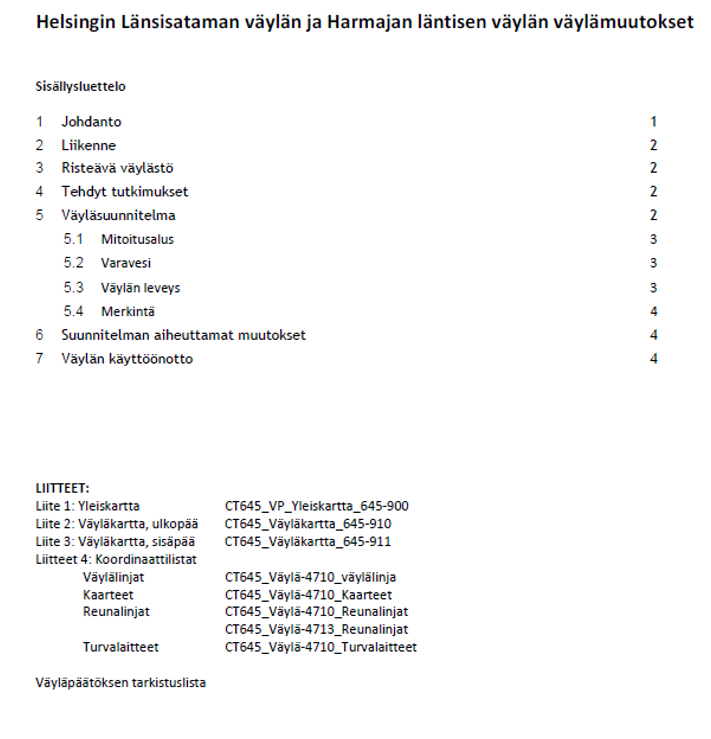 Helsingin Länsisataman väylän ja Harmajan läntisen väylän väylämuutokset
Sisällysluettelo
1 Johdanto 1
2 Liikenne 2
3 Risteävä väylästö 2
4 Tehdyt tutkimukset 2
5 Väyläsuunnitelma 2
5.1 Mitoitusalus 3
5.2 Varavesi 3
5.3 Väylän leveys 3
5.4 Merkintä 4
6 Suunnitelman aiheuttamat muutokset 4
7 Väylän käyttöönotto 4
LIITTEET:
Liite 1: Yleiskartta CT645_VP_Yleiskartta_645-900
Liite 2: Väyläkartta, ulkopää CT645_Väyläkartta_645-910
Liite 3: Väyläkartta, sisäpää CT645_Väyläkartta_645-911
Liitteet 4: Koordinaattilistat
Väylälinjat CT645_Väylä-4710_väylälinja
Kaarteet CT645_Väylä-4710_Kaarteet
Reunalinjat CT645_Väylä-4710_Reunalinjat
CT645_Väylä-4713_Reunalinjat
Turvalaitteet CT645_Väylä-4710_Turvalaitteet
Väyläpäätöksen tarkistuslista